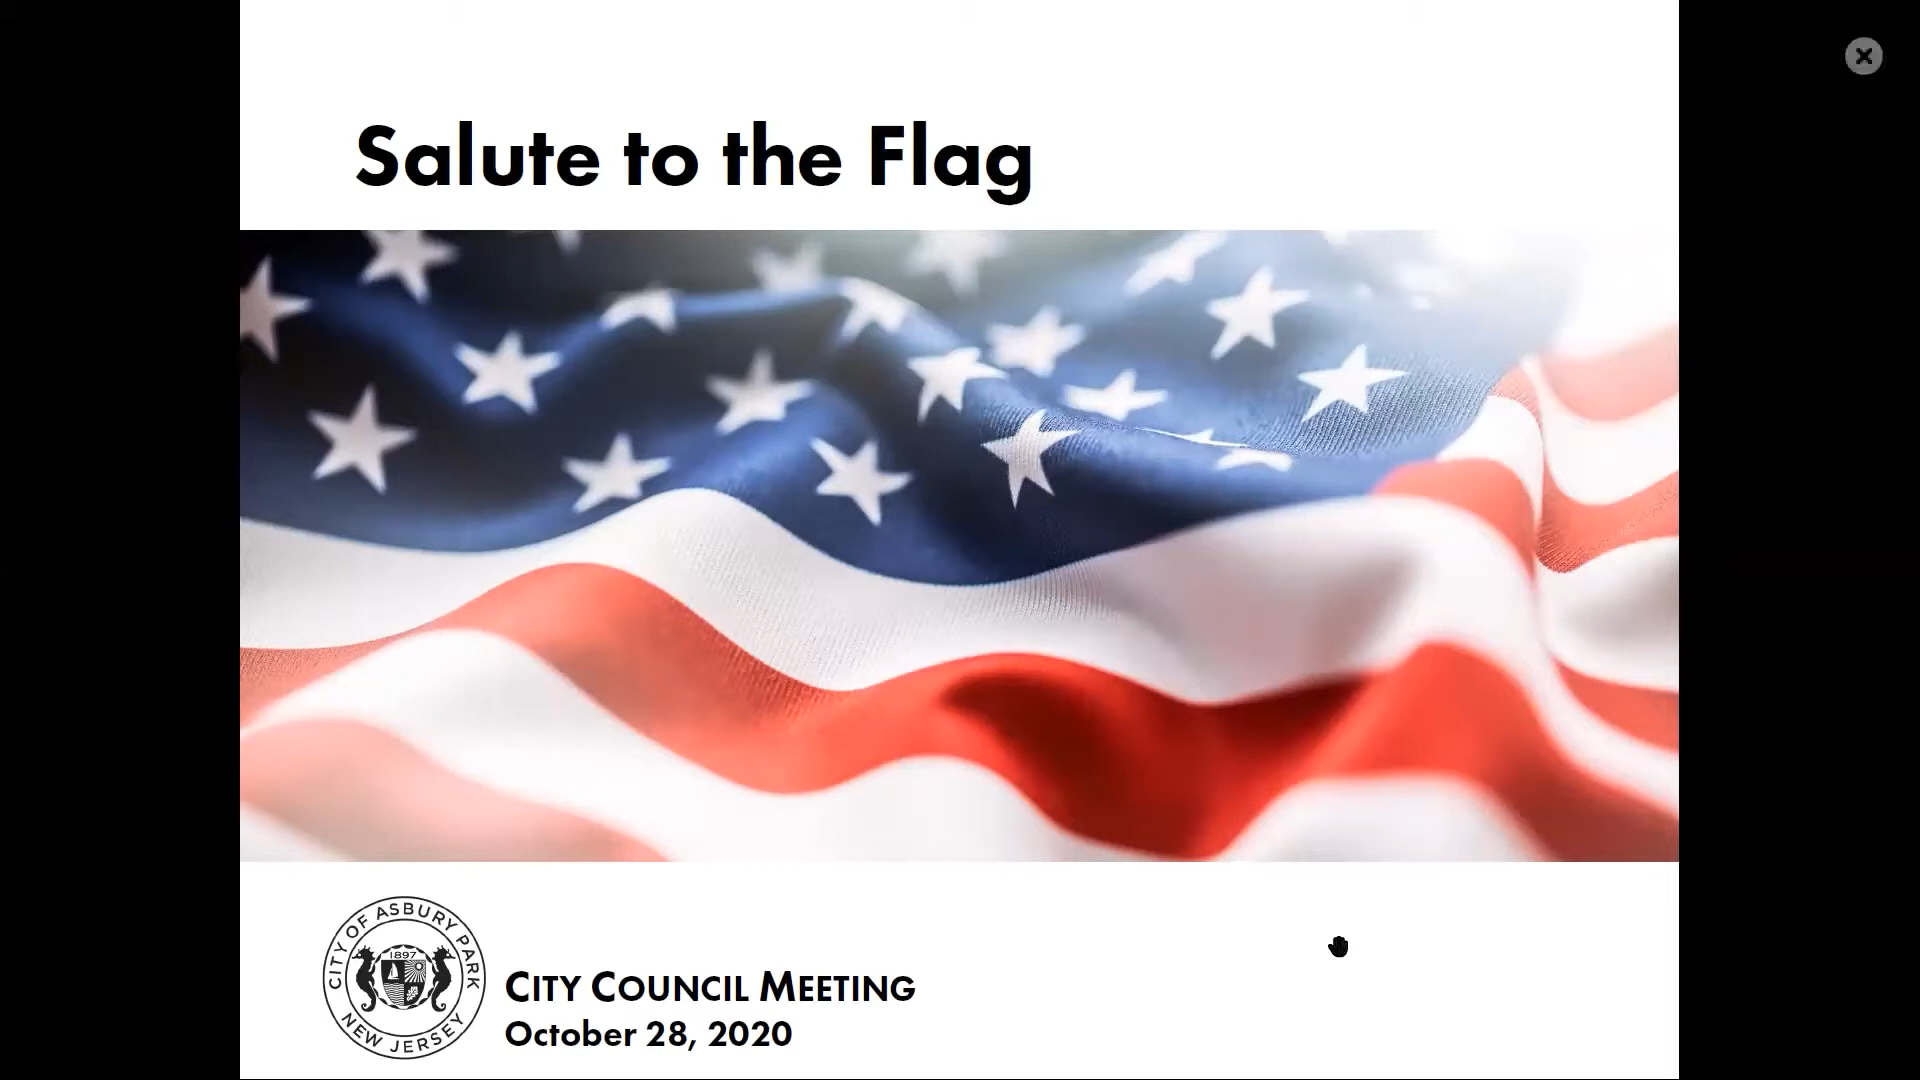 Salute to the Flag
CITY OF ASBURY PARK
1897
NEW JERSEY
CITY COUNCIL MEETING
October 28, 2020